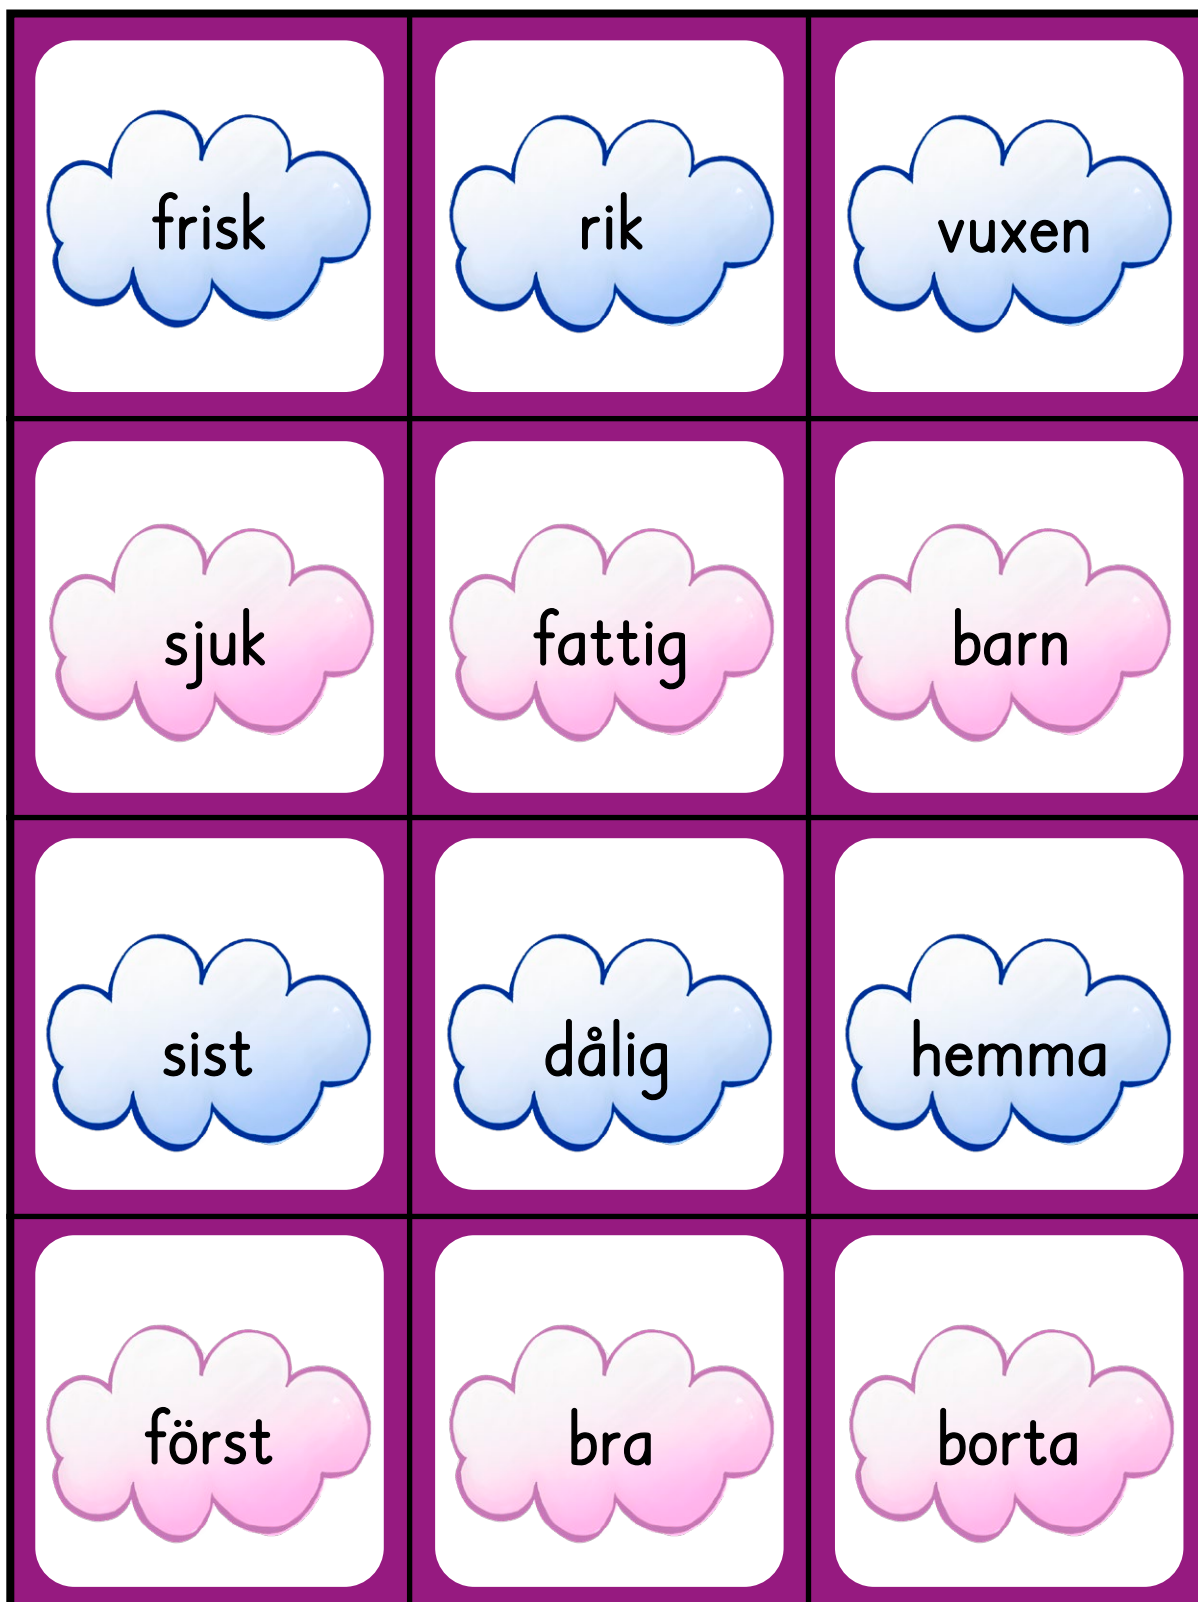 frisk
rik
vuxen
sjuk
fattig
barn
sist
dålig
hemma
först
bra
borta